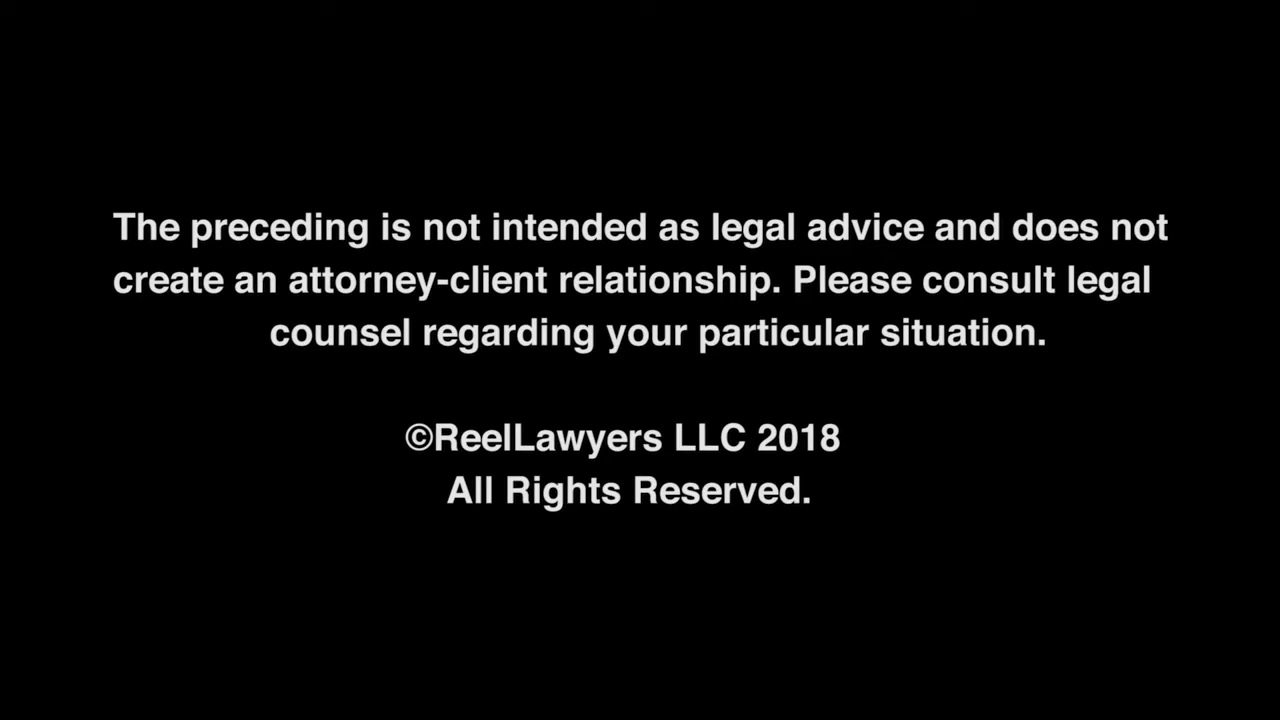 The preceding is not intended as legal advice and does not
create an attorney-client relationship. Please consult legal
counsel regarding your particular situation.
©ReelLawyers LLC 2018
All Rights Reserved.